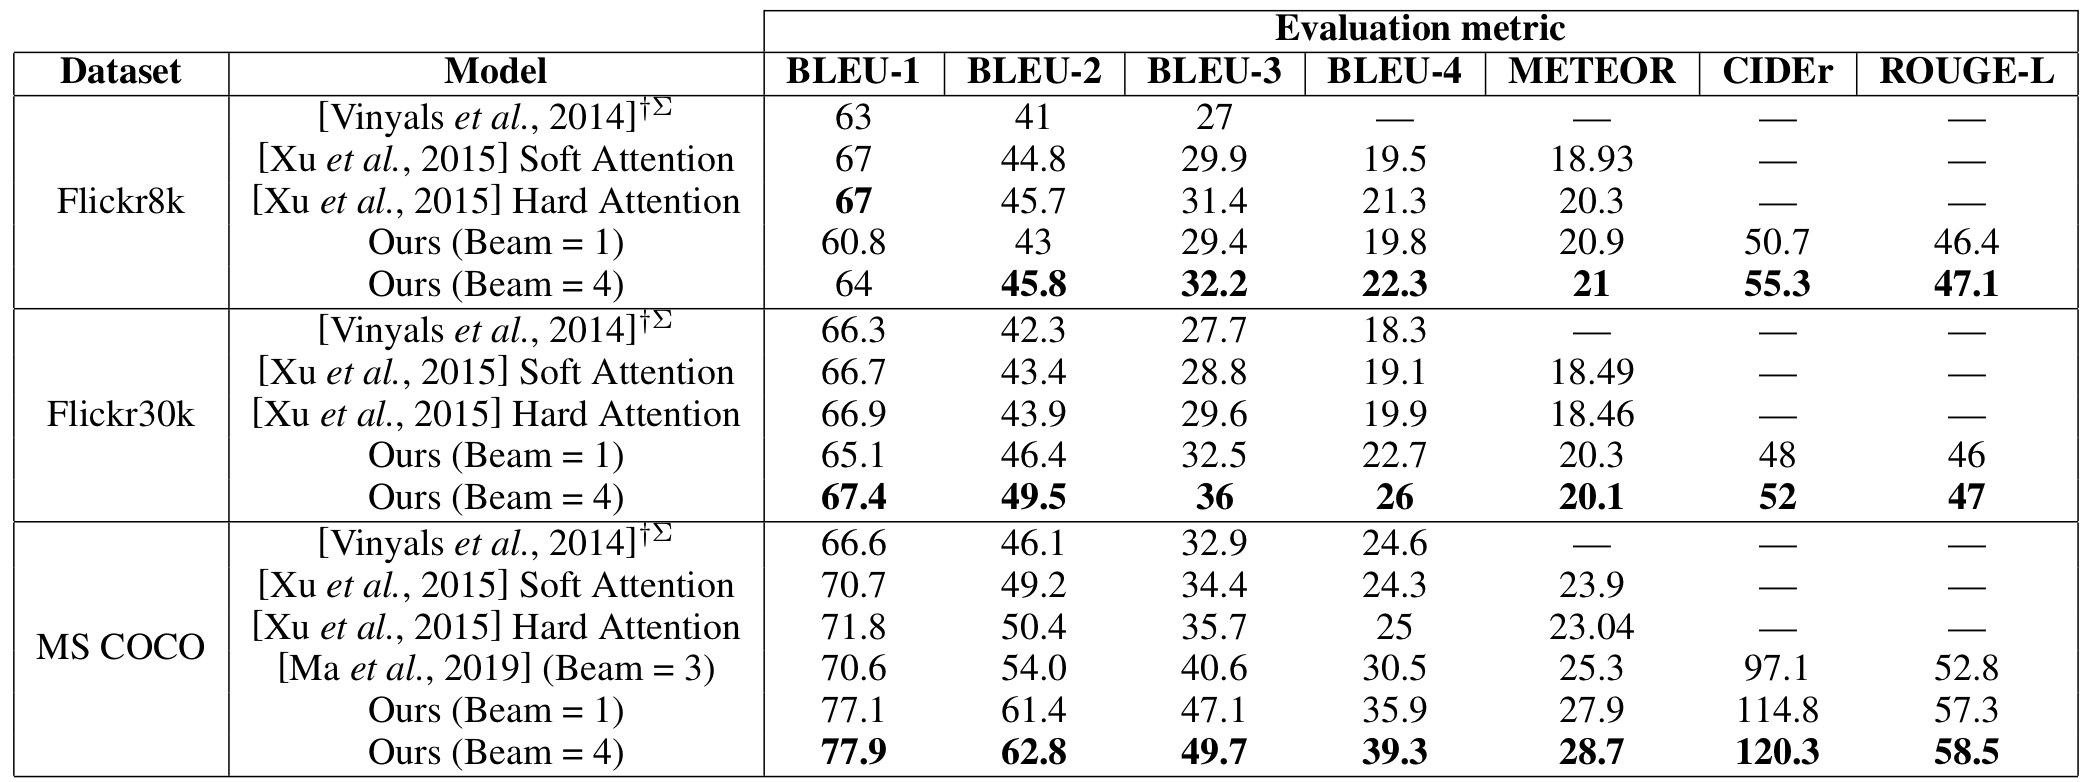 Evaluation metric
Dataset Model BLEU-1 BLEU-2 BLEU-3 BLEU-4 METEOR CIDEr ROUGE-L
[Vinyals et al., 2014]†Σ 63 41 27 — — — —
[Xu et al., 2015] Soft Attention 67 44.8 29.9 19.5 18.93 — —
Flickr8k [Xu et al., 2015] Hard Attention 67 45.7 31.4 21.3 20.3 — —
Ours (Beam = 1) 60.8 43 29.4 19.8 20.9 50.7 46.4
Ours (Beam = 4) 64 45.8 32.2 22.3 21 55.3 47.1
[Vinyals et al., 2014]†Σ 66.3 42.3 27.7 18.3 — — —
[Xu et al., 2015] Soft Attention 66.7 43.4 28.8 19.1 18.49 — —
Flickr30k [Xu et al., 2015] Hard Attention 66.9 43.9 29.6 19.9 18.46 — —
Ours (Beam = 1) 65.1 46.4 32.5 22.7 20.3 48 46
Ours (Beam = 4) 67.4 49.5 36 26 20.1 52 47
[Vinyals et al., 2014]†Σ 66.6 46.1 32.9 24.6 — — —
[Xu et al., 2015] Soft Attention 70.7 49.2 34.4 24.3 23.9 — —
[Xu et al., 2015] Hard Attention 71.8 50.4 35.7 25 23.04 — —
MS COCO [Ma et al., 2019] (Beam = 3) 70.6 54.0 40.6 30.5 25.3 97.1 52.8
Ours (Beam = 1) 77.1 61.4 47.1 35.9 27.9 114.8 57.3
Ours (Beam = 4) 77.9 62.8 49.7 39.3 28.7 120.3 58.5